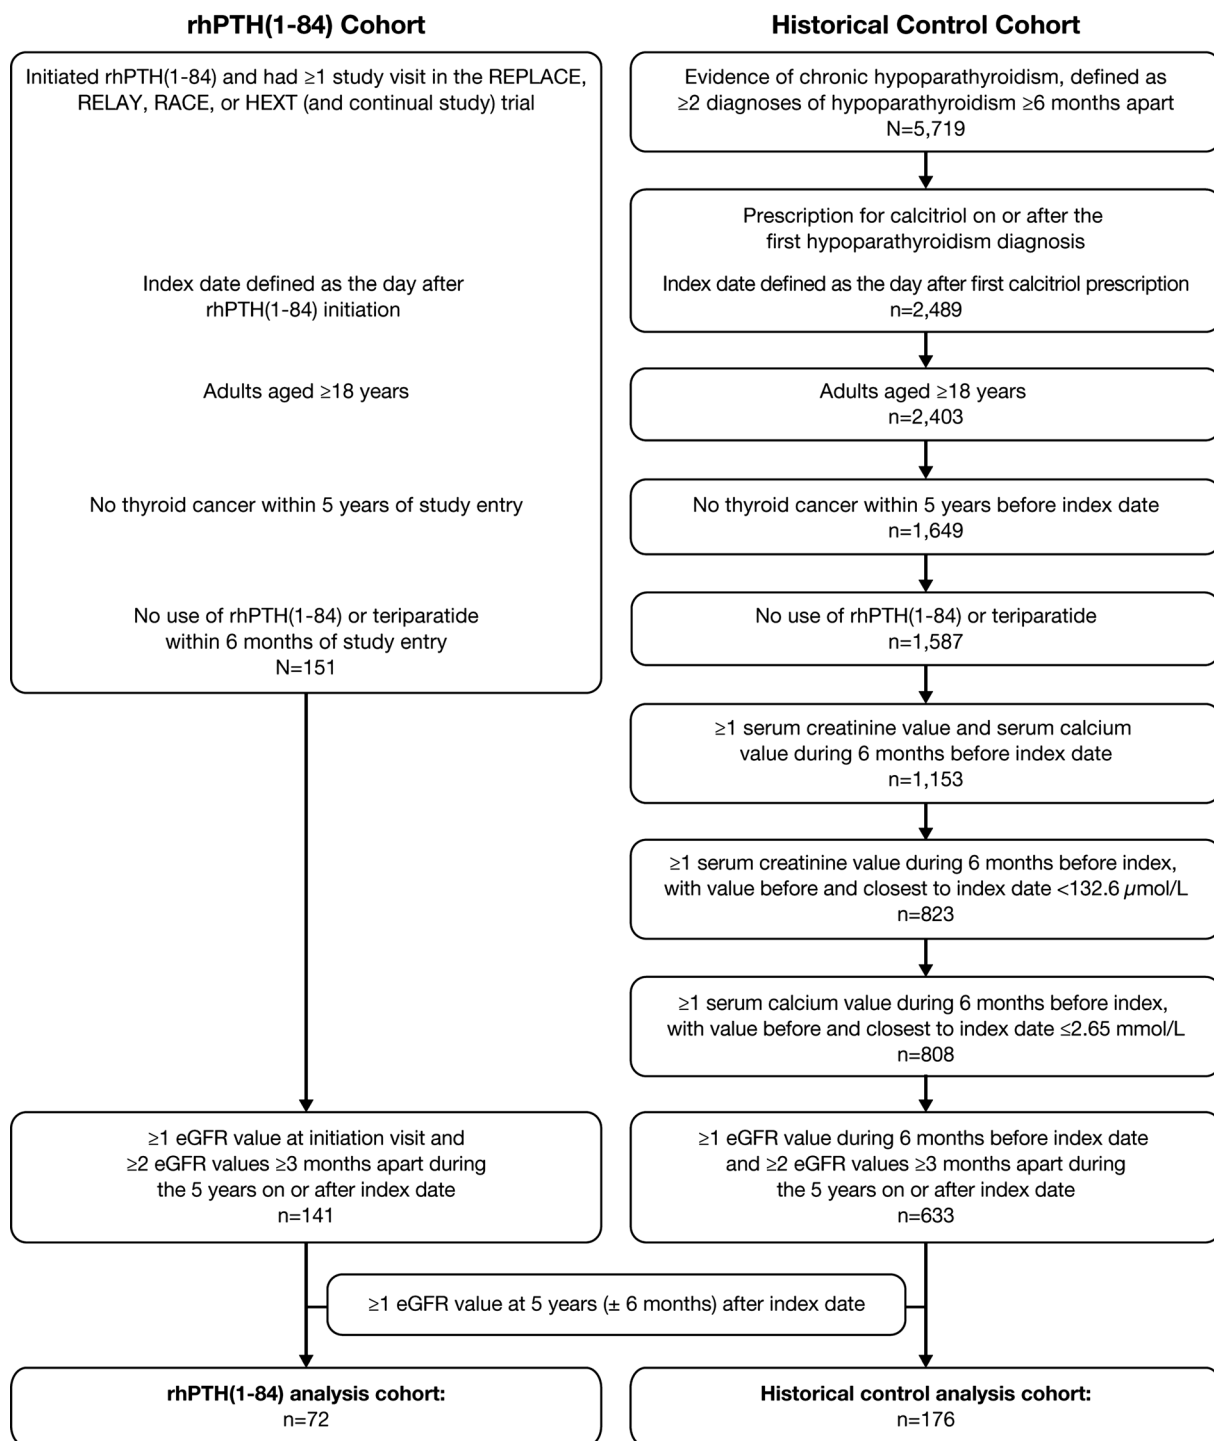 rhPTH(1-84) Cohort
Initiated rhPTH(1-84) and had ≥1 study visit in the REPLACE,
RELAY, RACE, or HEXT (and continual study) trial
Index date defined as the day after
rhPTH(1-84) initiation
Adults aged ≥18 years
No thyroid cancer within 5 years of study entry
No use of rhPTH(1-84) or teriparatide
within 6 months of study entry
N=151
≥1 eGFR value at initiation visit and
≥2 eGFR values ≥3 months apart during
the 5 years on or after index date
n=141
Historical Control Cohort
Evidence of chronic hypoparathyroidism, defined as
≥2 diagnoses of hypoparathyroidism ≥6 months apart
N=5,719
Prescription for calcitriol on or after the
first hypoparathyroidism diagnosis
Index date defined as the day after first calcitriol prescription
n=2,489
Adults aged ≥18 years
n=2,403
No thyroid cancer within 5 years before index date
n=1,649
No use of rhPTH(1-84) or teriparatide
n=1,587
≥1 serum creatinine value and serum calcium
value during 6 months before index date
n=1,153
≥1 serum creatinine value during 6 months before index,
with value before and closest to index date <132.6 µmol/L
n=823
≥1 serum calcium value during 6 months before index,
with value before and closest to index date ≤2.65 mmol/L
n=808
≥1 eGFR value during 6 months before index date
and ≥2 eGFR values ≥3 months apart during
the 5 years on or after index date
n=633
≥1 eGFR value at 5 years (± 6 months) after index date
rhPTH(1-84) analysis cohort:
n=72
Historical control analysis cohort:
n=176